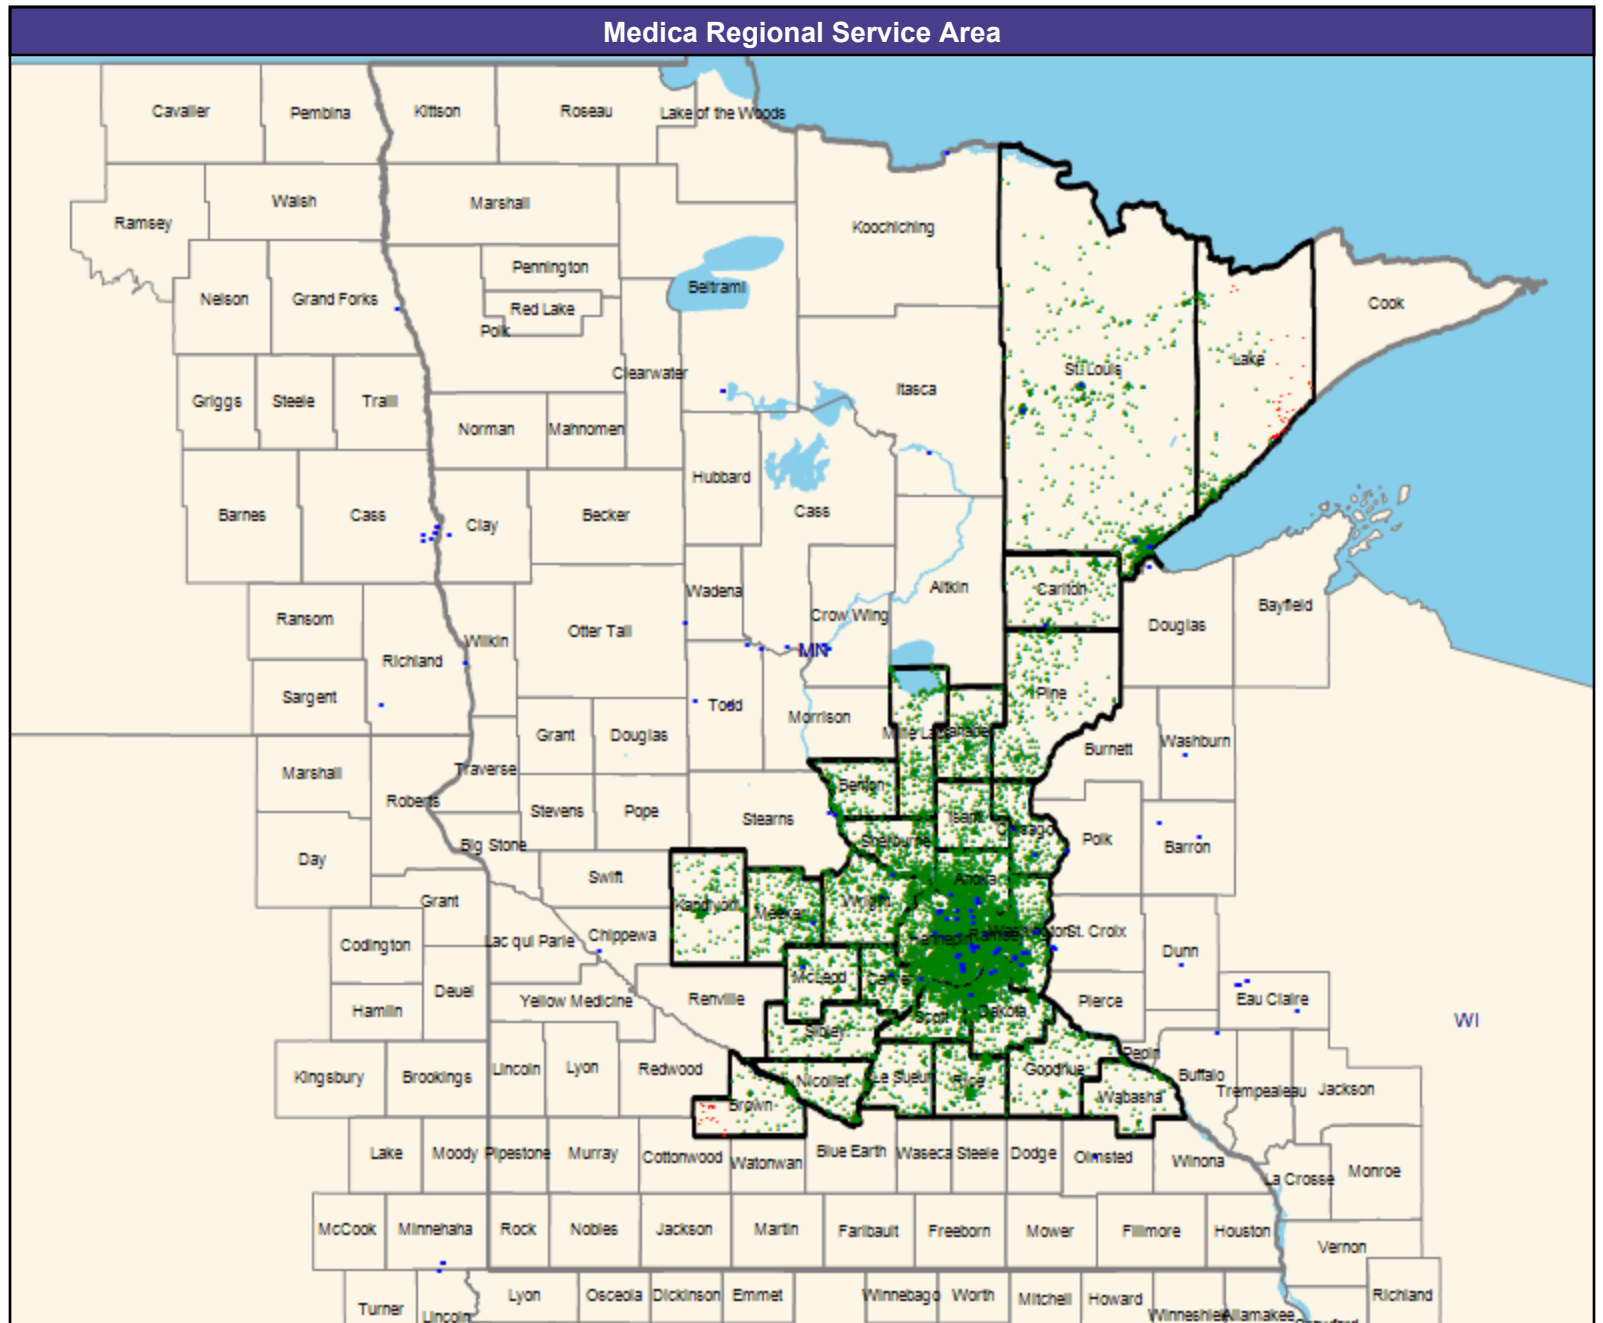 Medica Regional Service Area
Cavalier
Pembina
Kittson
Roseau
Lake of the Woods
Walsh
Ramsey
Marshall
Koochiching
Pennington
Nelson
Grand Forks
Red Lake
Beltrami
Cook
Polk
Clearwater
St. Louis
Lake
Itasca
Griggs
Steele
Traill
Norman
Mahnomen
Hubbard
Barnes
Cass
Clay
Becker
Cass
Wadena
Aitkin
Carlton
Bayfield
Ransom
Crow Wing
Douglas
Otter Tail
Wilkin
Richland
MN
Sargent
Todd
Morrison
Pine
Grant
Douglas
Mille La
Burnett
Washburn
Marshall
Traverse
Benton
Roberts
Stevens
Pope
Stearns
Isanti
Chisago
Polk
Barron
Day
Big Stone
Sherburne
Swift
Anoka
Grant
Kandiyohi
Meeker
Wright
Codington
Lac qui Parle
Chippewa
Hennepin
Ramsey
Washington
St. Croix
Dunn
Deuel
McLeod
Carver
Hamlin
Yellow Medicine
Renville
Pierce
Eau Claire
Scott
Dakota
WI
Sibley
Pepin
Kingsbury
Brookings
Lincoln
Lyon
Redwood
Nicollet
Le Sueur
Rice
Goodhue
Buffalo
Trempealeau
Jackson
Brown
Wabasha
Lake
Moody
Pipestone
Murray
Cottonwood
Watonwan
Blue Earth
Waseca
Steele
Dodge
Olmsted
Winona
La Crosse
Monroe
McCook
Minnehaha
Rock
Nobles
Jackson
Martin
Faribault
Freeborn
Mower
Fillmore
Houston
Vernon
Turner
Lincoln
Lyon
Osceola
Dickinson
Emmet
Winnebago
Worth
Mitchell
Howard
Allamakee
Richland